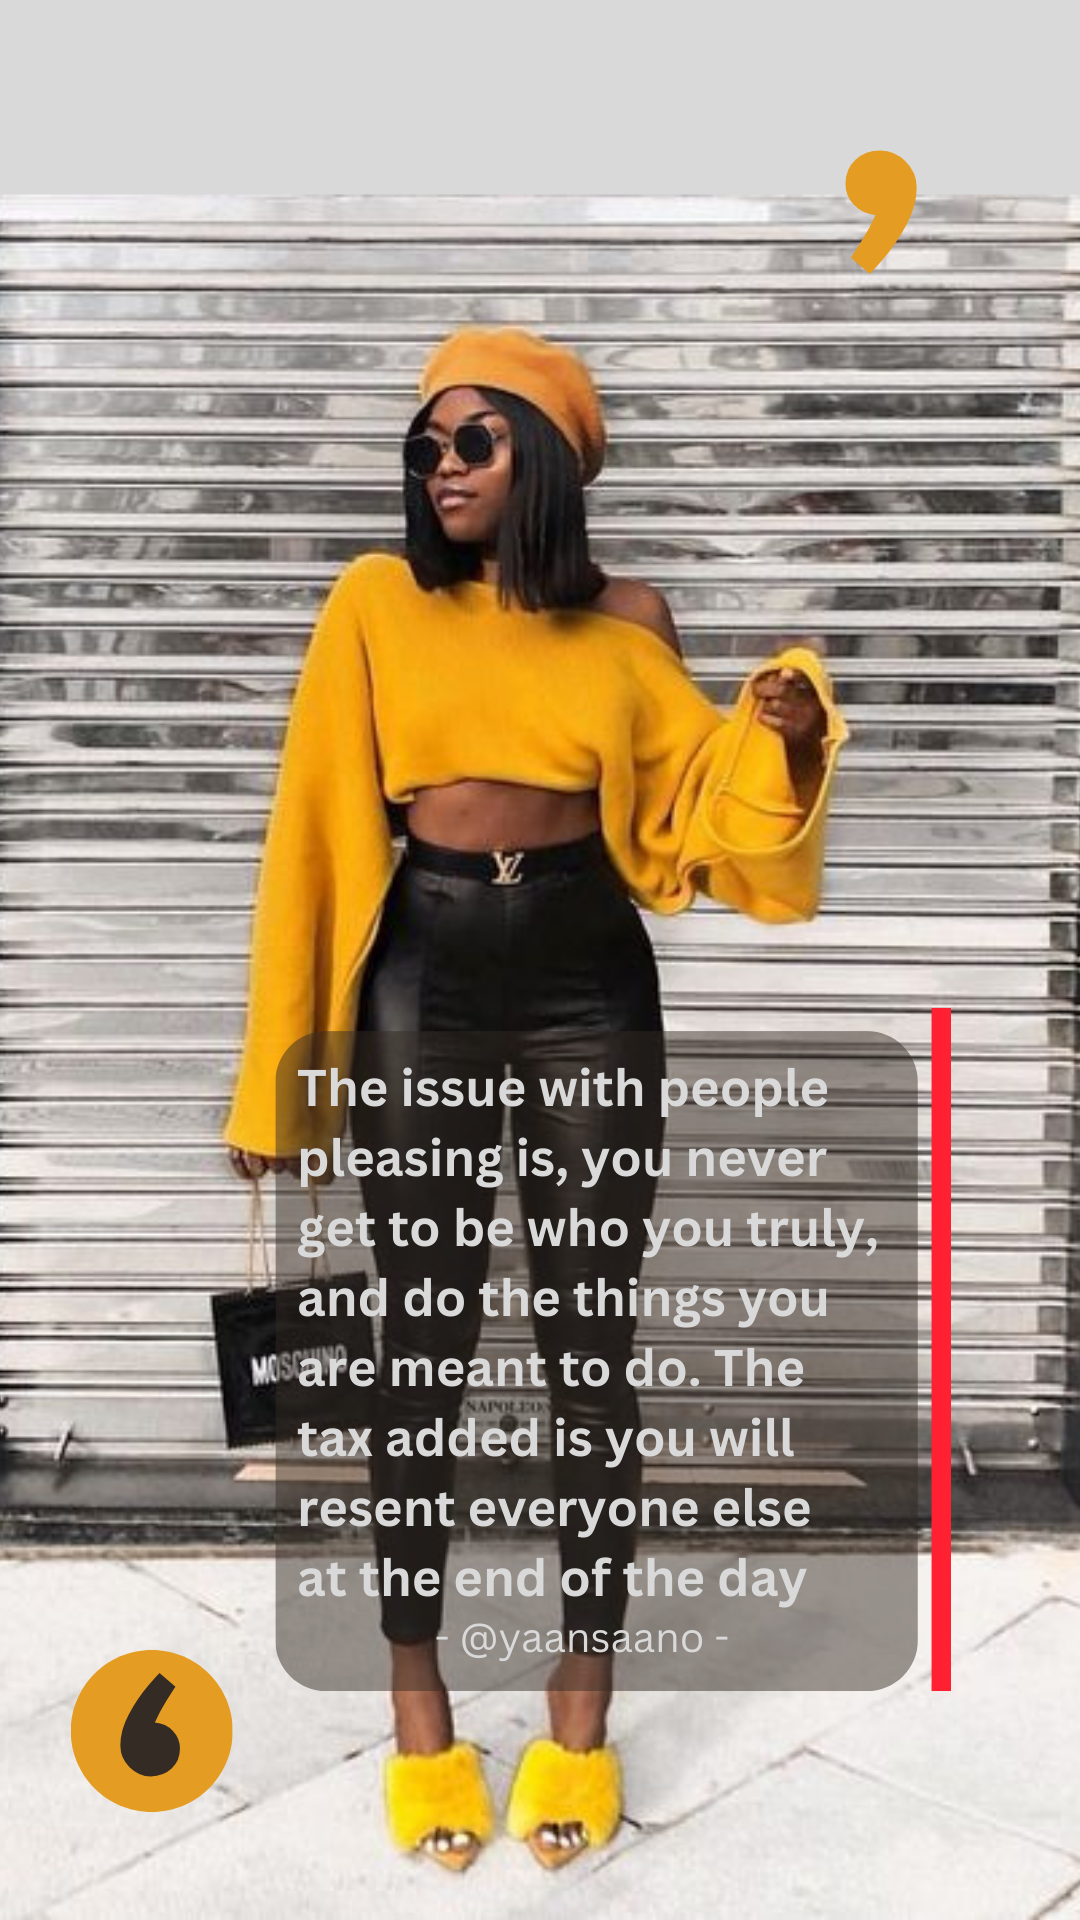 The issue with people
pleasing is, you never
get to be who you truly,
and do the things you
are meant to do. The
tax added is you will
resent everyone else
at the end of the day
- @yaansaano -
MOSCHINO
NAPOLEON